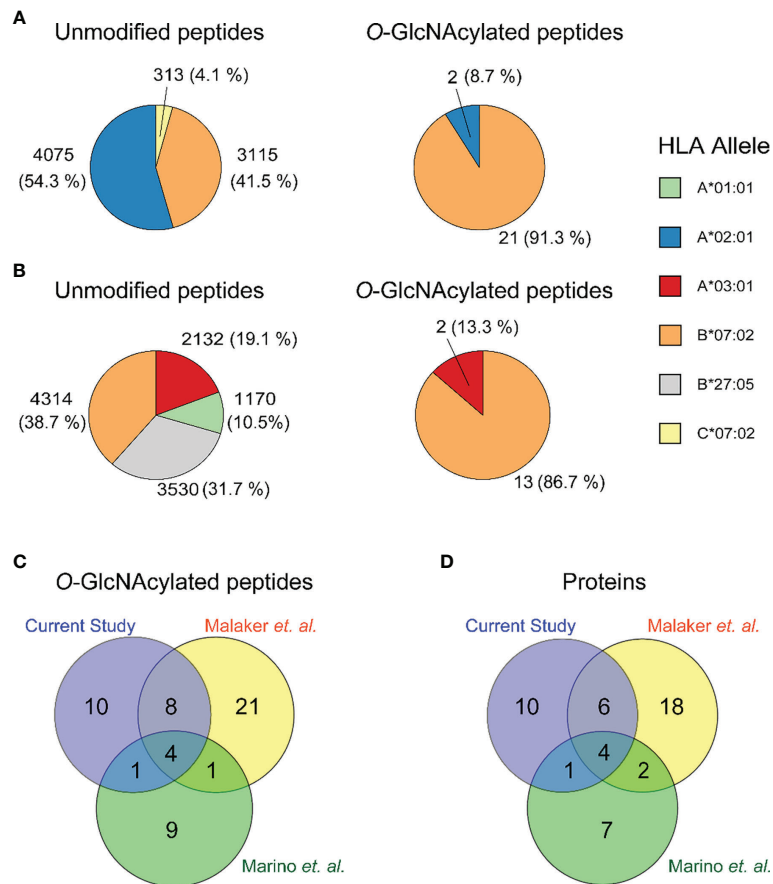 A
Unmodified peptides
O-GlcNAcylated peptides
313 (4.1 %)
4075
(54.3 %)
3115
(41.5 %)
2 (8.7 %)
21 (91.3 %)
HLA Allele
A*01:01
A*02:01
A*03:01
B*07:02
B*27:05
C*07:02
B
Unmodified peptides
O-GlcNAcylated peptides
2132 (19.1 %)
4314
(38.7 %)
1170
(10.5%)
3530 (31.7 %)
2 (13.3 %)
13 (86.7 %)
C
O-GlcNAcylated peptides
Current Study
Malaker et. al.
10
8
21
4
1
1
9
Marino et. al.
D
Proteins
Current Study
Malaker et. al.
10
6
18
4
1
2
7
Marino et. al.